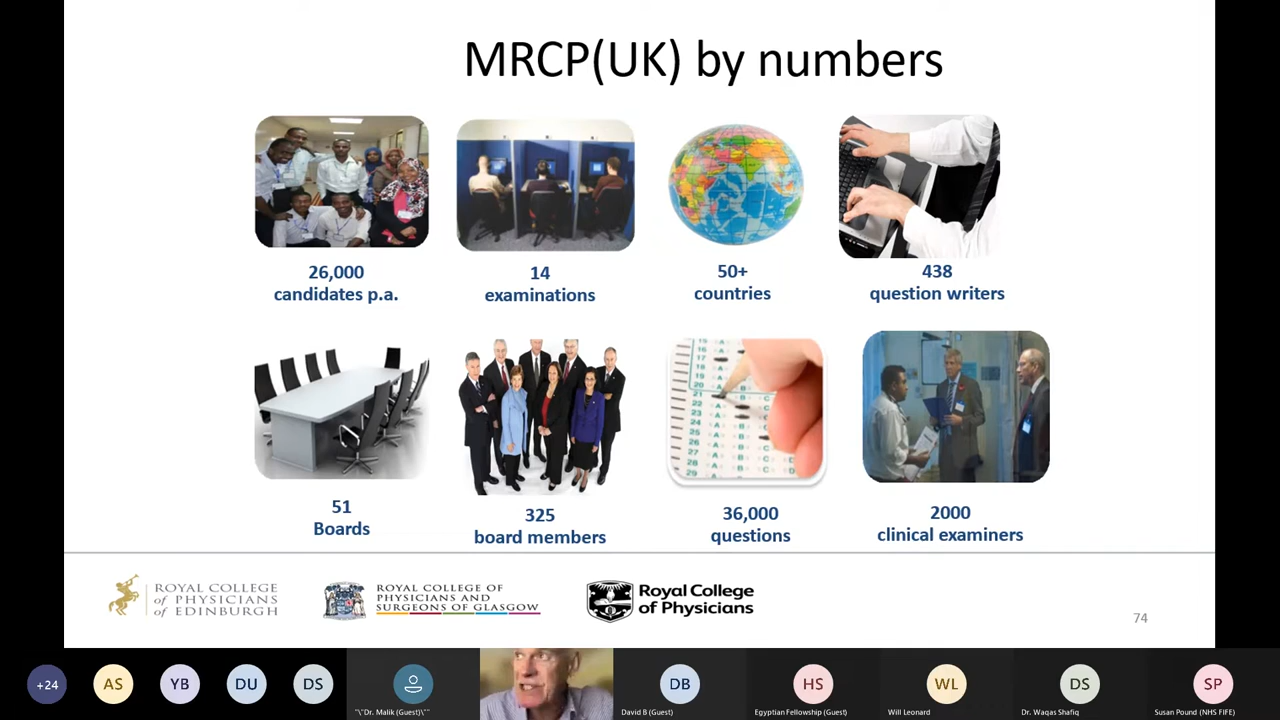 MRCP(UK) by numbers
26,000
candidates p.a.
14
examinations
50+
countries
438
question writers
51
Boards
325
board members
36,000
questions
2000
clinical examiners
ROYAL COLLEGE
of PHYSICIANS
of EDINBURGH
ROYAL COLLEGE OF
PHYSICIANS AND
SURGEONS OF GLASGOW
Royal College
of Physicians
74
+24
AS
YB
DU
DS
DB
HS
WL
DS
SP
"\"Dr. Malik (Guest)\""
David B (Guest)
Egyptian Fellowship (Guest)
Will Leonard
Dr. Waqas Shafiq
Susan Pound (NHS FIFE)